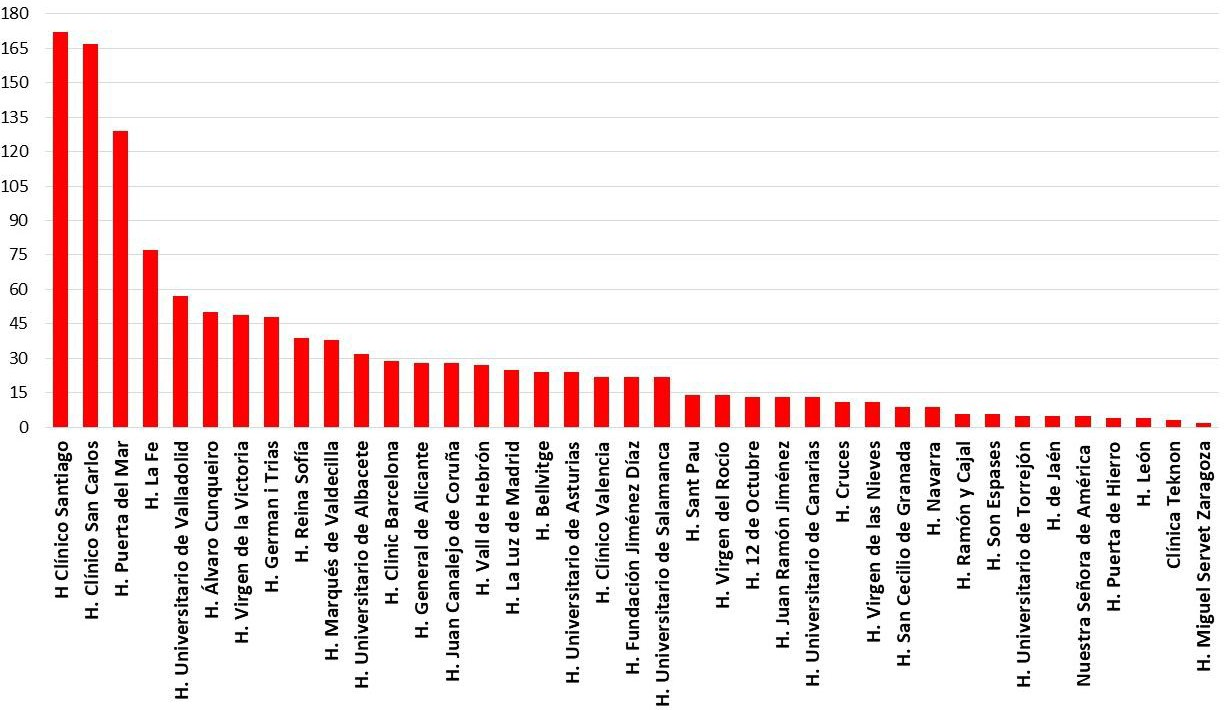 180
165
150
135
120
105
90
75
60
45
30
15
0
H Clínico Santiago
H. Clínico San Carlos
H. Puerta del Mar
H. La Fe
H. Universitario de Valladolid
H. Álvaro Cunqueiro
H. Virgen de la Victoria
H. German i Trias
H. Reina Sofía
H. Marqués de Valdecilla
H. Universitario de Albacete
H. Clinic Barcelona
H. General de Alicante
H. Juan Canalejo de Coruña
H. Vall de Hebrón
H. La Luz de Madrid
H. Bellvitge
H. Universitario de Asturias
H. Clínico Valencia
H. Fundación Jiménez Díaz
H. Universitario de Salamanca
H. Sant Pau
H. Virgen del Rocío
H. 12 de Octubre
H. Juan Ramón Jiménez
H. Universitario de Canarias
H. Cruces
H. Virgen de las Nieves
H. San Cecilio de Granada
H. Navarra
H. Ramón y Cajal
H. Son Espases
H. Universitario de Torrejón
H. de Jaén
Nuestra Señora de América
H. Puerta de Hierro
H. León
Clínica Teknon
H. Miguel Servet Zaragoza